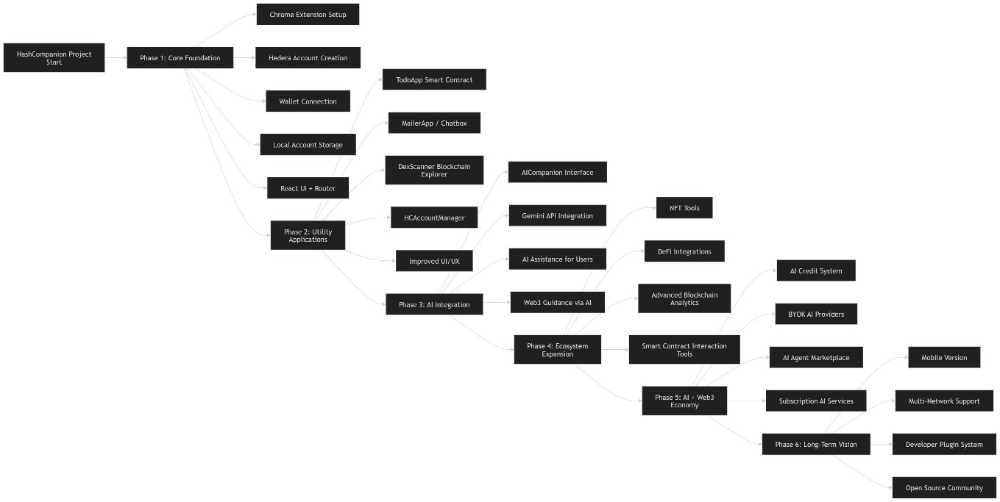 HashCompanion Project
Start
Phase 1: Core Foundation
Chrome Extension Setup
Hedera Account Creation
Wallet Connection
Local Account Storage
React UI + Router
Phase 2: Utility
Applications
TodoApp Smart Contract
MailerApp / Chatbox
DexScanner Blockchain
Explorer
HCAccountManager
Improved UI/UX
Phase 3: AI Integration
AICompanion Interface
Gemini API Integration
AI Assistance for Users
Web3 Guidance via AI
Phase 4: Ecosystem
Expansion
NFT Tools
DeFi Integrations
Advanced Blockchain
Analytics
Smart Contract Interaction
Tools
Phase 5: AI + Web3
Economy
AI Credit System
BYOK AI Providers
AI Agent Marketplace
Subscription AI Services
Phase 6: Long-Term Vision
Mobile Version
Multi-Network Support
Developer Plugin System
Open Source Community